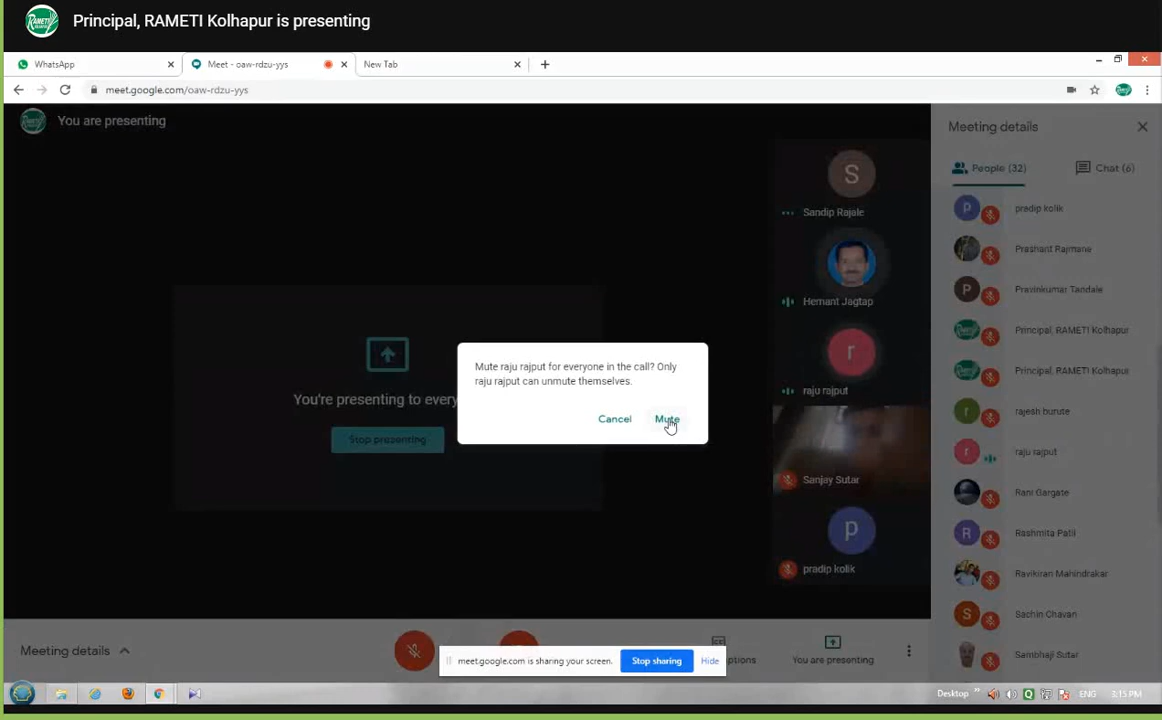 Principal, RAMETI Kolhapur is presenting
WhatsApp
Meet - oaw-rdzu-yys
New Tab
meet.google.com/oaw-rdzu-yys
You are presenting
Meeting details
People (32)
Chat (6)
S
Sandip Rajale
Hemant Jagtap
r
raju rajput
Sanjay Sutar
p
pradip kolik
p
pradip kolik
Prashant Rajmane
P
Pravinkumar Tandale
Principal, RAMETI Kolhapur
Principal, RAMETI Kolhapur
r
rajesh burute
r
raju rajput
Rani Gargate
R
Rashmita Patil
Ravikiran Mahindrakar
S
Sachin Chavan
Sambhaji Sutar
You're presenting to every
Stop presenting
Mute raju rajput for everyone in the call? Only
raju rajput can unmute themselves.
Cancel
Mute
Meeting details
ptions
You are presenting
meet.google.com is sharing your screen.
Stop sharing
Hide
Desktop
ENG
3:15 PM